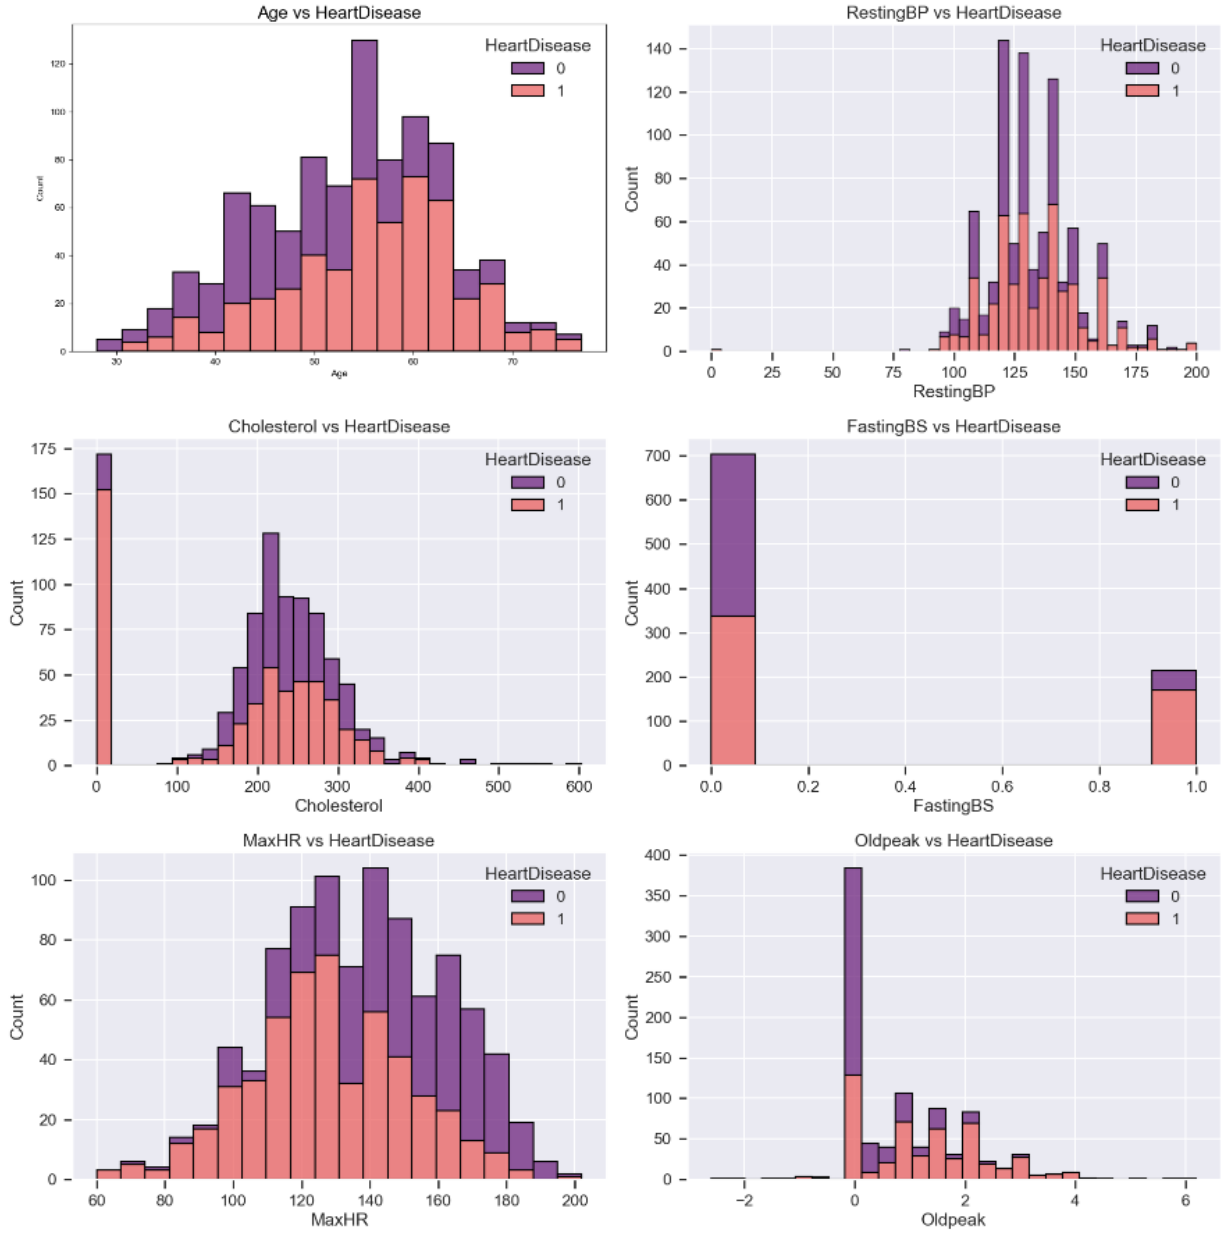 Age vs HeartDisease
HeartDisease
0
1
120
100
80
60
40
20
0
Count
30 40 50 60 70
Age
RestingBP vs HeartDisease
HeartDisease
0
1
140
120
100
80
60
40
20
0
Count
0 25 50 75 100 125 150 175 200
RestingBP
Cholesterol vs HeartDisease
HeartDisease
0
1
175
150
125
100
75
50
25
0
Count
0 100 200 300 400 500 600
Cholesterol
FastingBS vs HeartDisease
HeartDisease
0
1
700
600
500
400
300
200
100
0
Count
0.0 0.2 0.4 0.6 0.8 1.0
FastingBS
MaxHR vs HeartDisease
HeartDisease
0
1
100
80
60
40
20
0
Count
60 80 100 120 140 160 180 200
MaxHR
Oldpeak vs HeartDisease
HeartDisease
0
1
400
350
300
250
200
150
100
50
0
Count
−2 0 2 4 6
Oldpeak